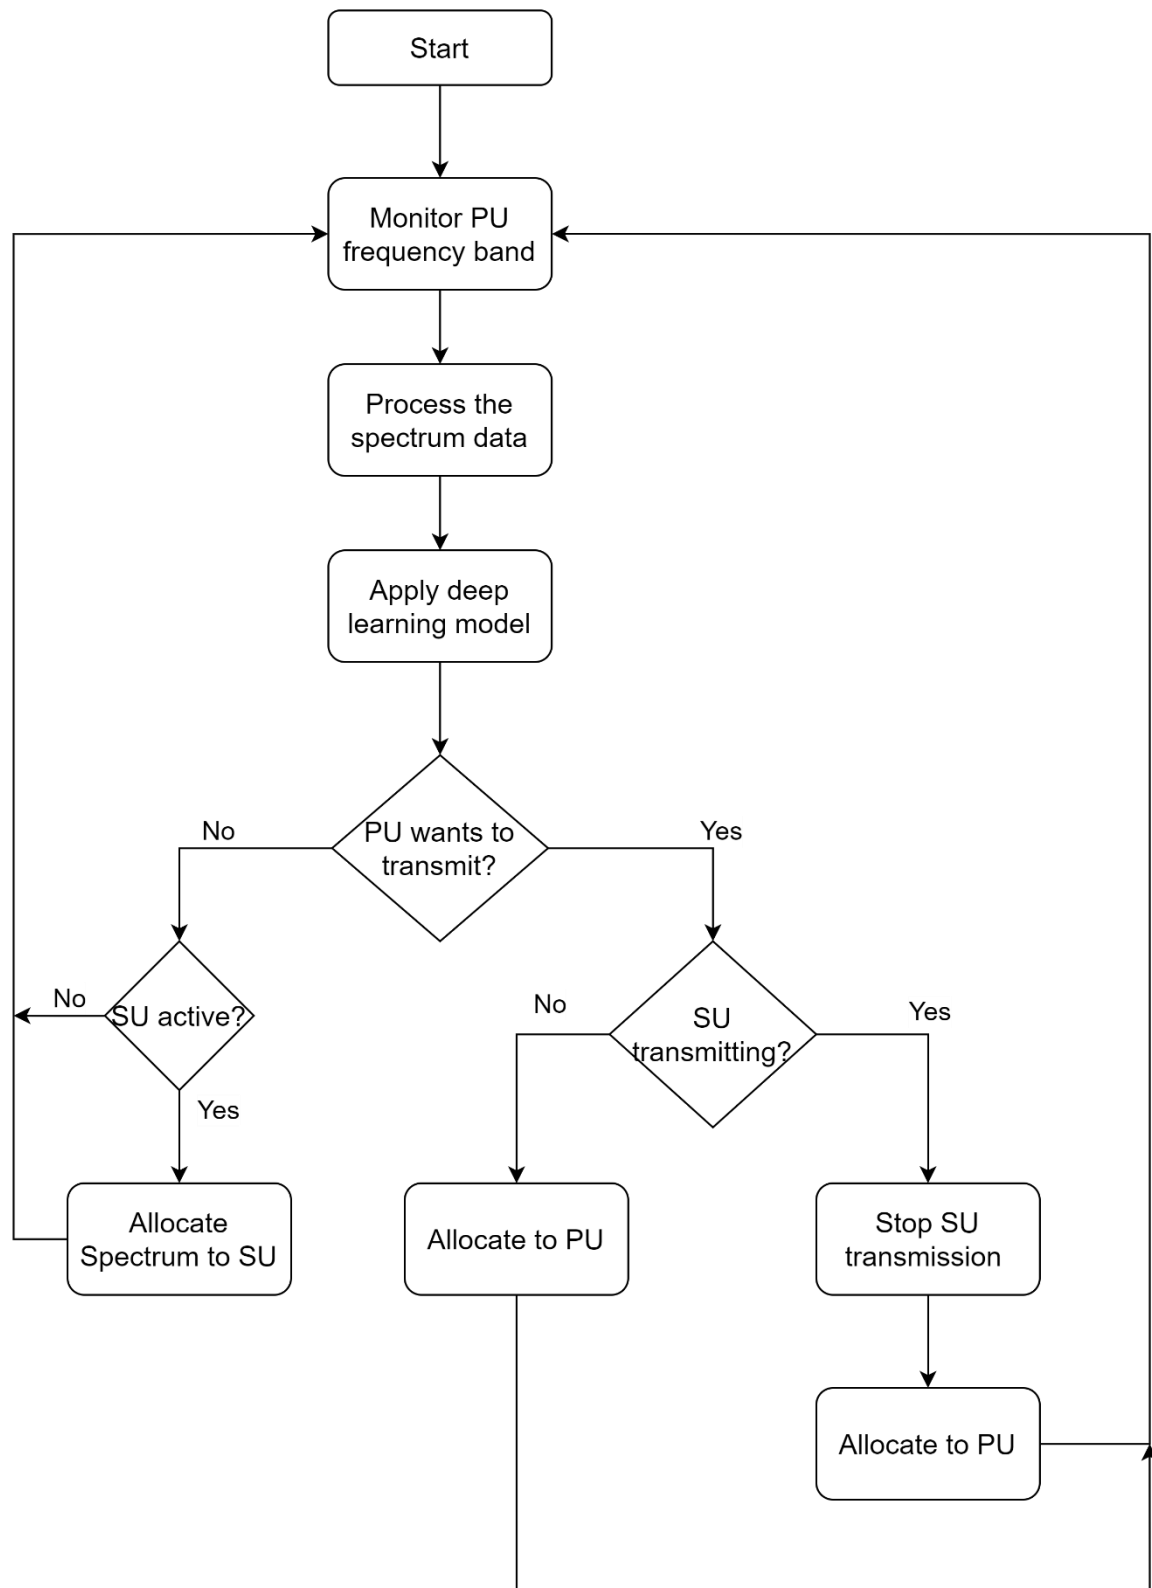 Start
Monitor PU
frequency band
Process the
spectrum data
Apply deep
learning model
PU wants to
transmit?
No
Yes
SU active?
No
Yes
SU
transmitting?
No
Yes
Allocate
Spectrum to SU
Allocate to PU
Stop SU
transmission
Allocate to PU